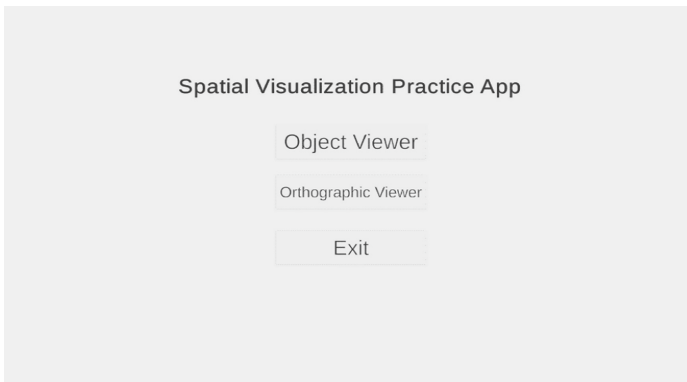 Spatial Visualization Practice App
Object Viewer
Orthographic Viewer
Exit